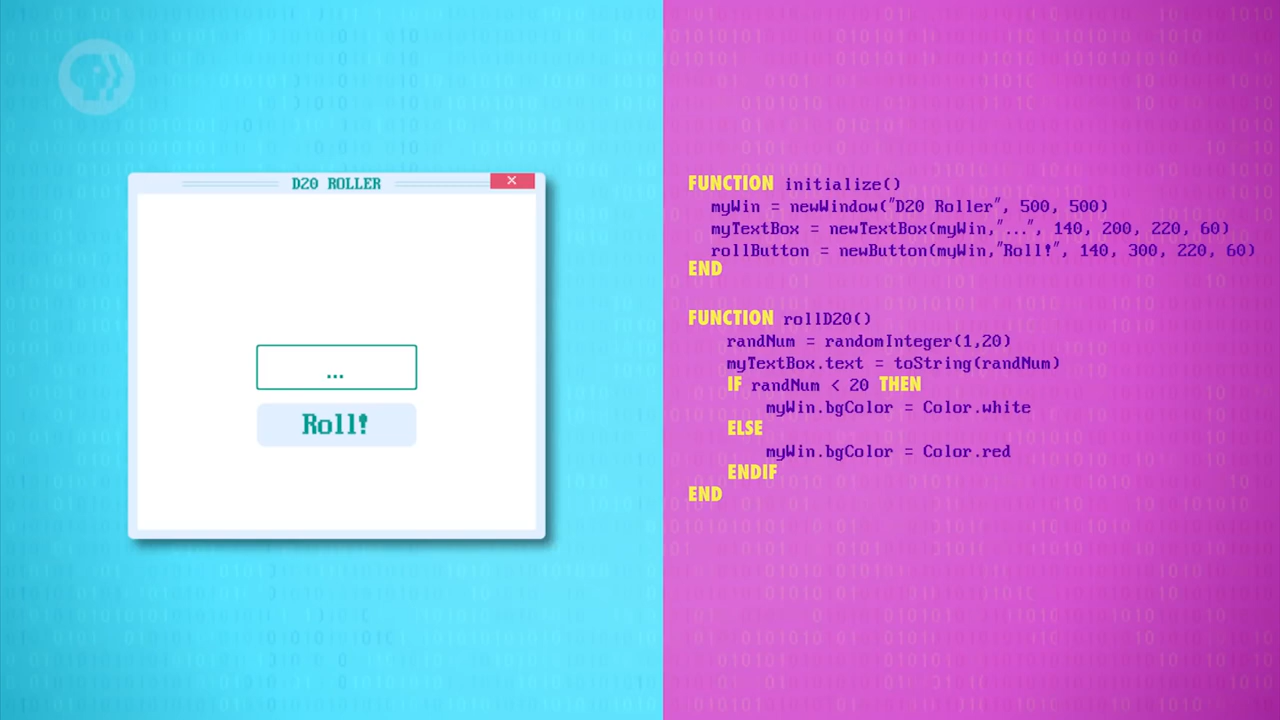 D20 ROLLER
...
Roll!
FUNCTION initialize()
myWin = newWindow("D20 Roller", 500, 500)
myTextBox = newTextBox(myWin,"...", 140, 200, 220, 60)
rollButton = newButton(myWin,"Roll!", 140, 300, 220, 60)
END
FUNCTION rollD20()
randNum = randomInteger(1,20)
myTextBox.text = toString(randNum)
IF randNum < 20 THEN
myWin.bgColor = Color.white
ELSE
myWin.bgColor = Color.red
ENDIF
END